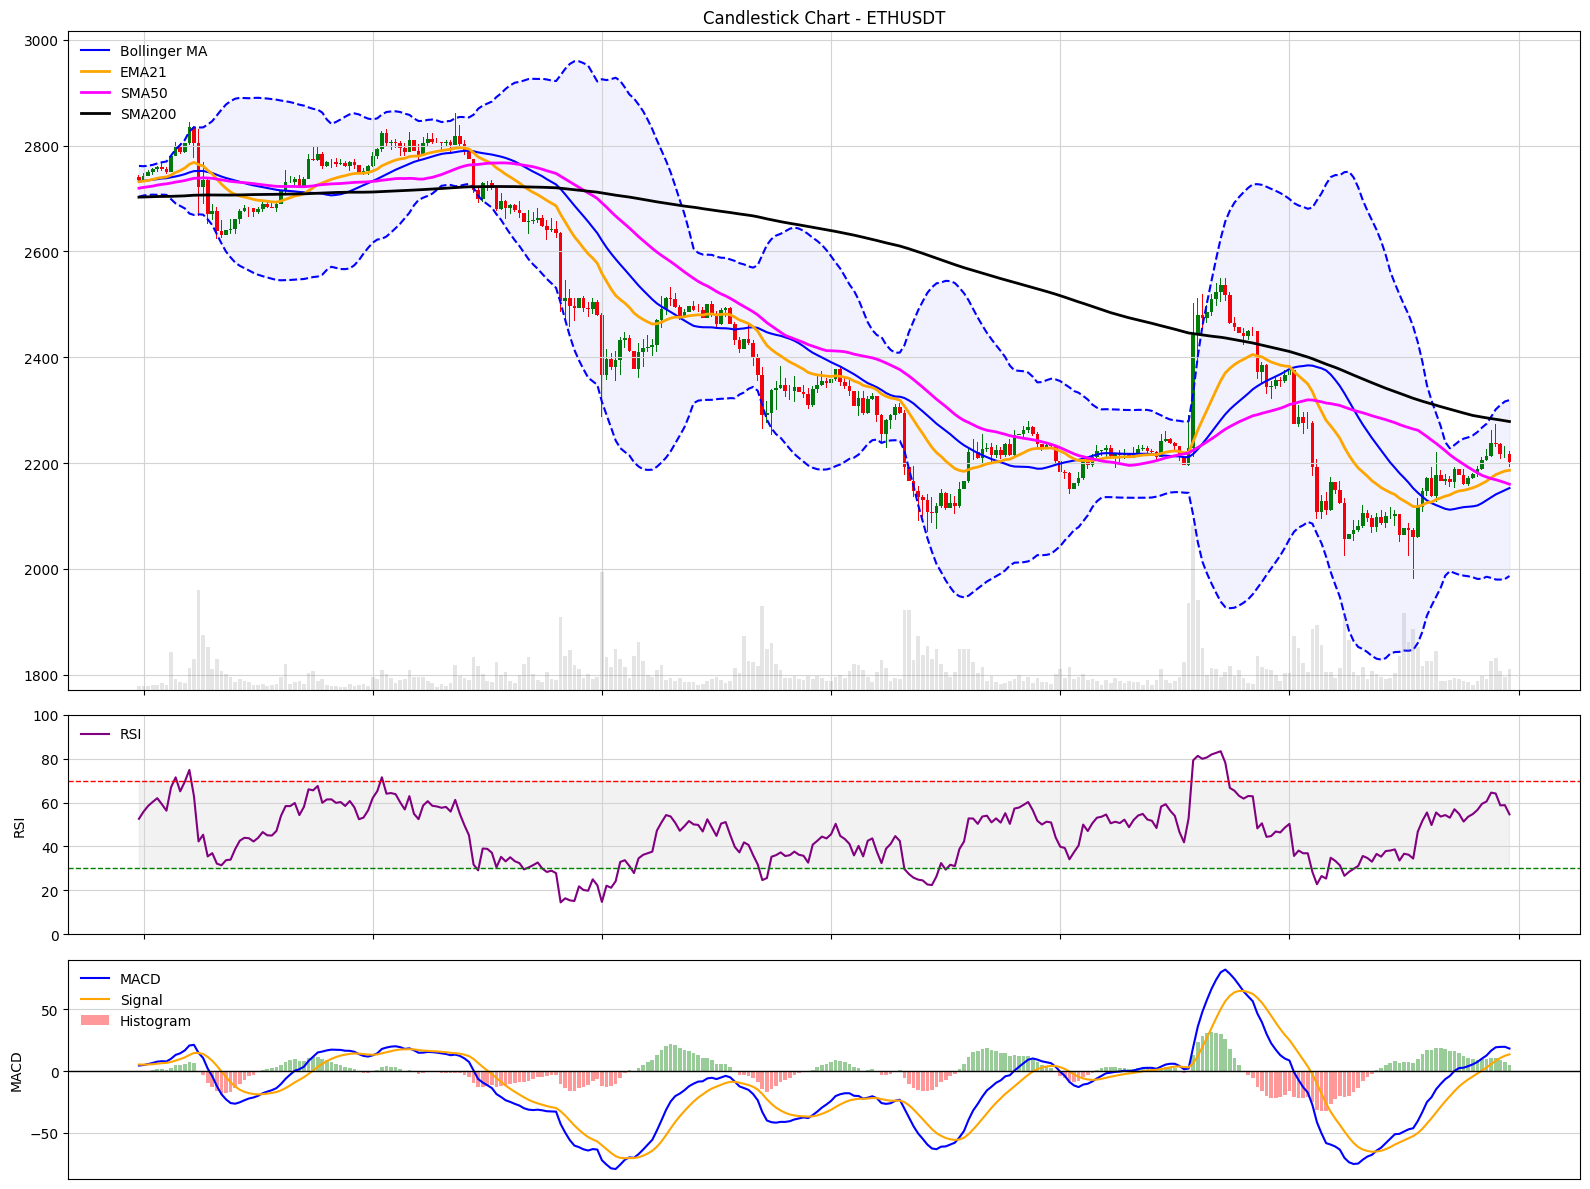 Candlestick Chart - ETHUSDT
3000
2800
2600
2400
2200
2000
1800
Bollinger MA
EMA21
SMA50
SMA200
100
80
60
40
20
0
RSI
RSI
50
0
−50
MACD
MACD
Signal
Histogram